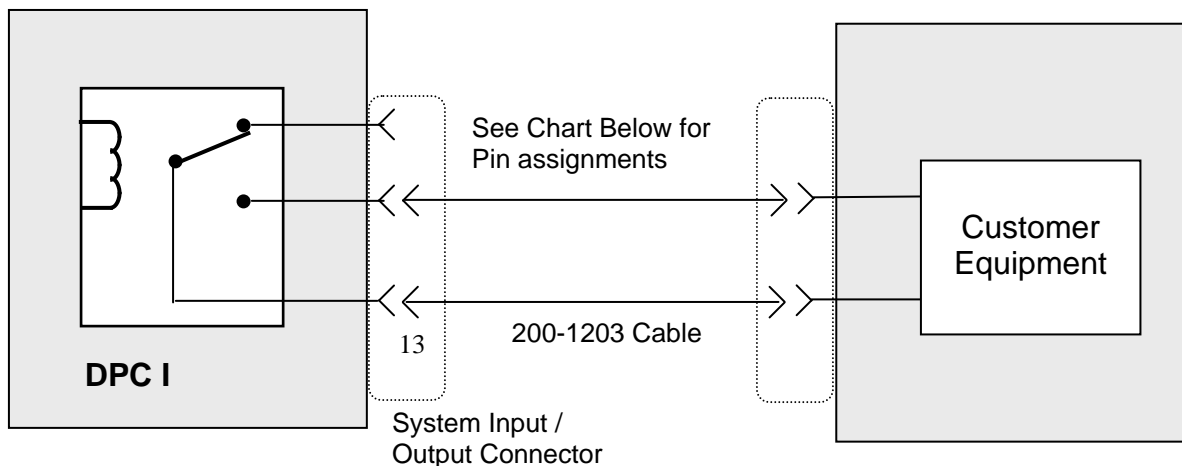 See Chart Below for
Pin assignments
Customer
Equipment
200-1203 Cable
13
DPC I
System Input /
Output Connector